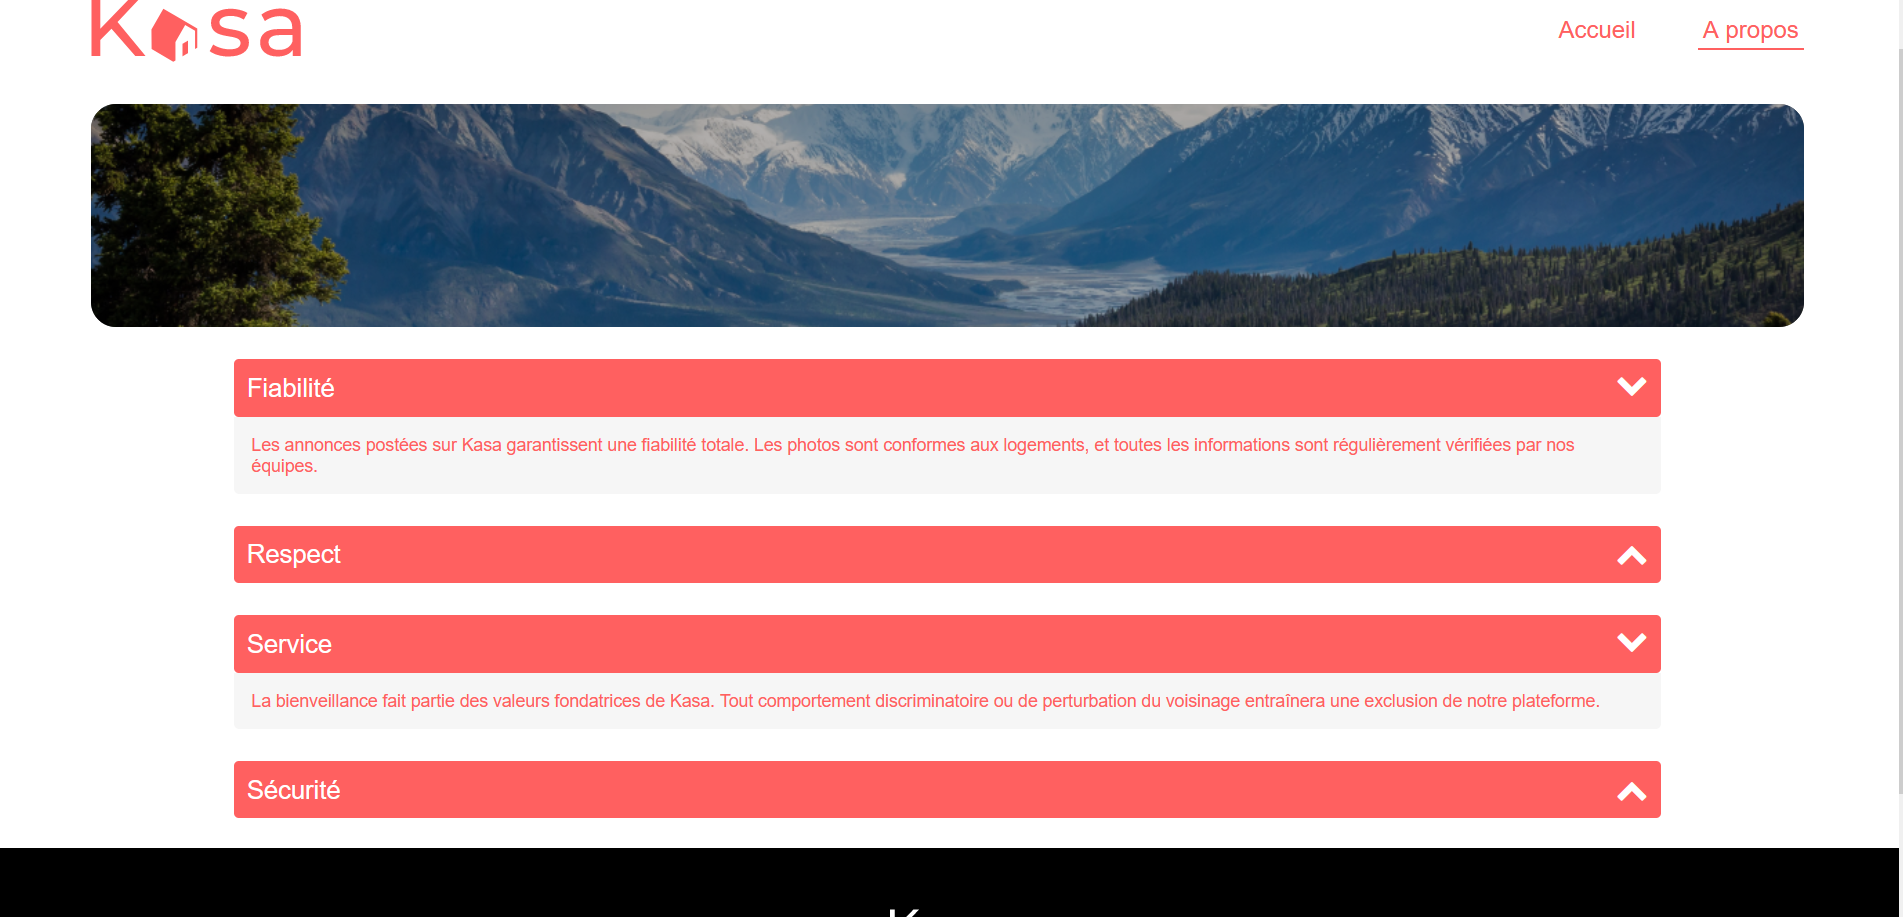 Kasa
Accueil
A propos
Fiabilité
Les annonces postées sur Kasa garantissent une fiabilité totale. Les photos sont conformes aux logements, et toutes les informations sont régulièrement vérifiées par nos
équipes.
Respect
Service
La bienveillance fait partie des valeurs fondatrices de Kasa. Tout comportement discriminatoire ou de perturbation du voisinage entraînera une exclusion de notre plateforme.
Sécurité